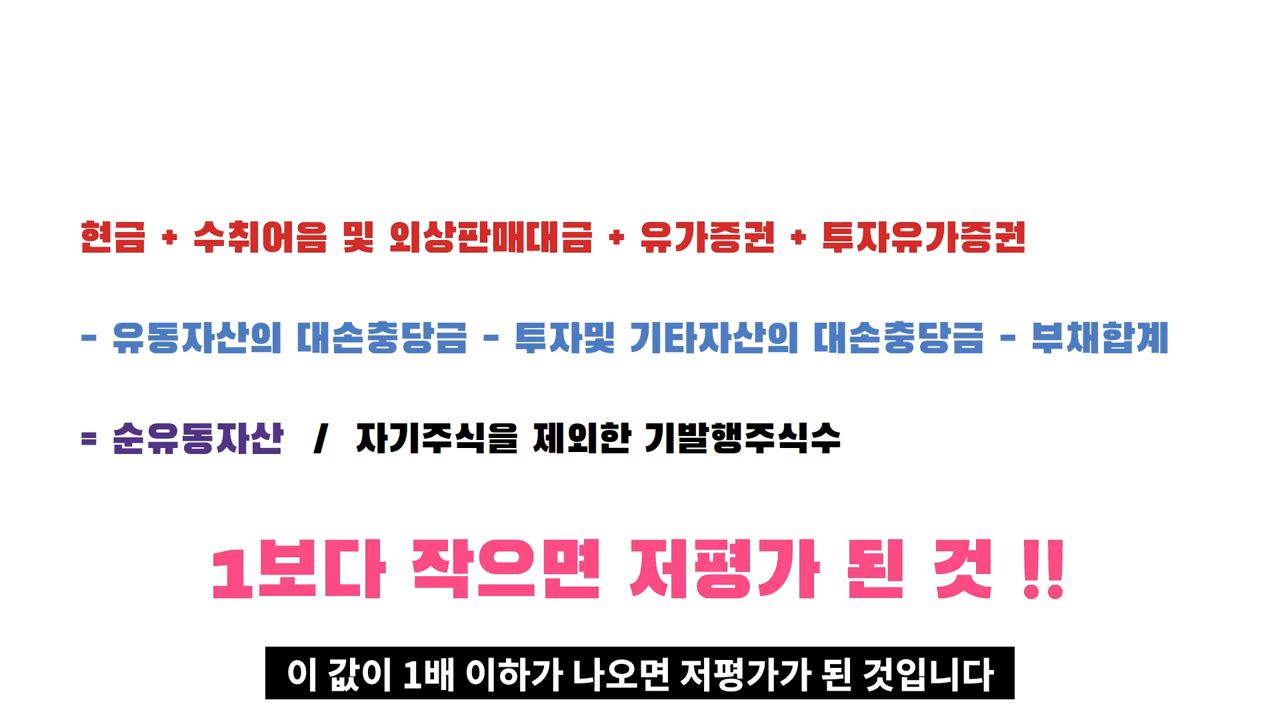 현금 + 수취어음 및 외상판매대금 + 유가증권 + 투자유가증권
- 유동자산의 대손충당금 - 투자및 기타자산의 대손충당금 - 부채합계
= 순유동자산 / 자기주식을 제외한 기발행주식수
1보다 작으면 저평가 된 것 !!
이 값이 1배 이하가 나오면 저평가가 된 것입니다